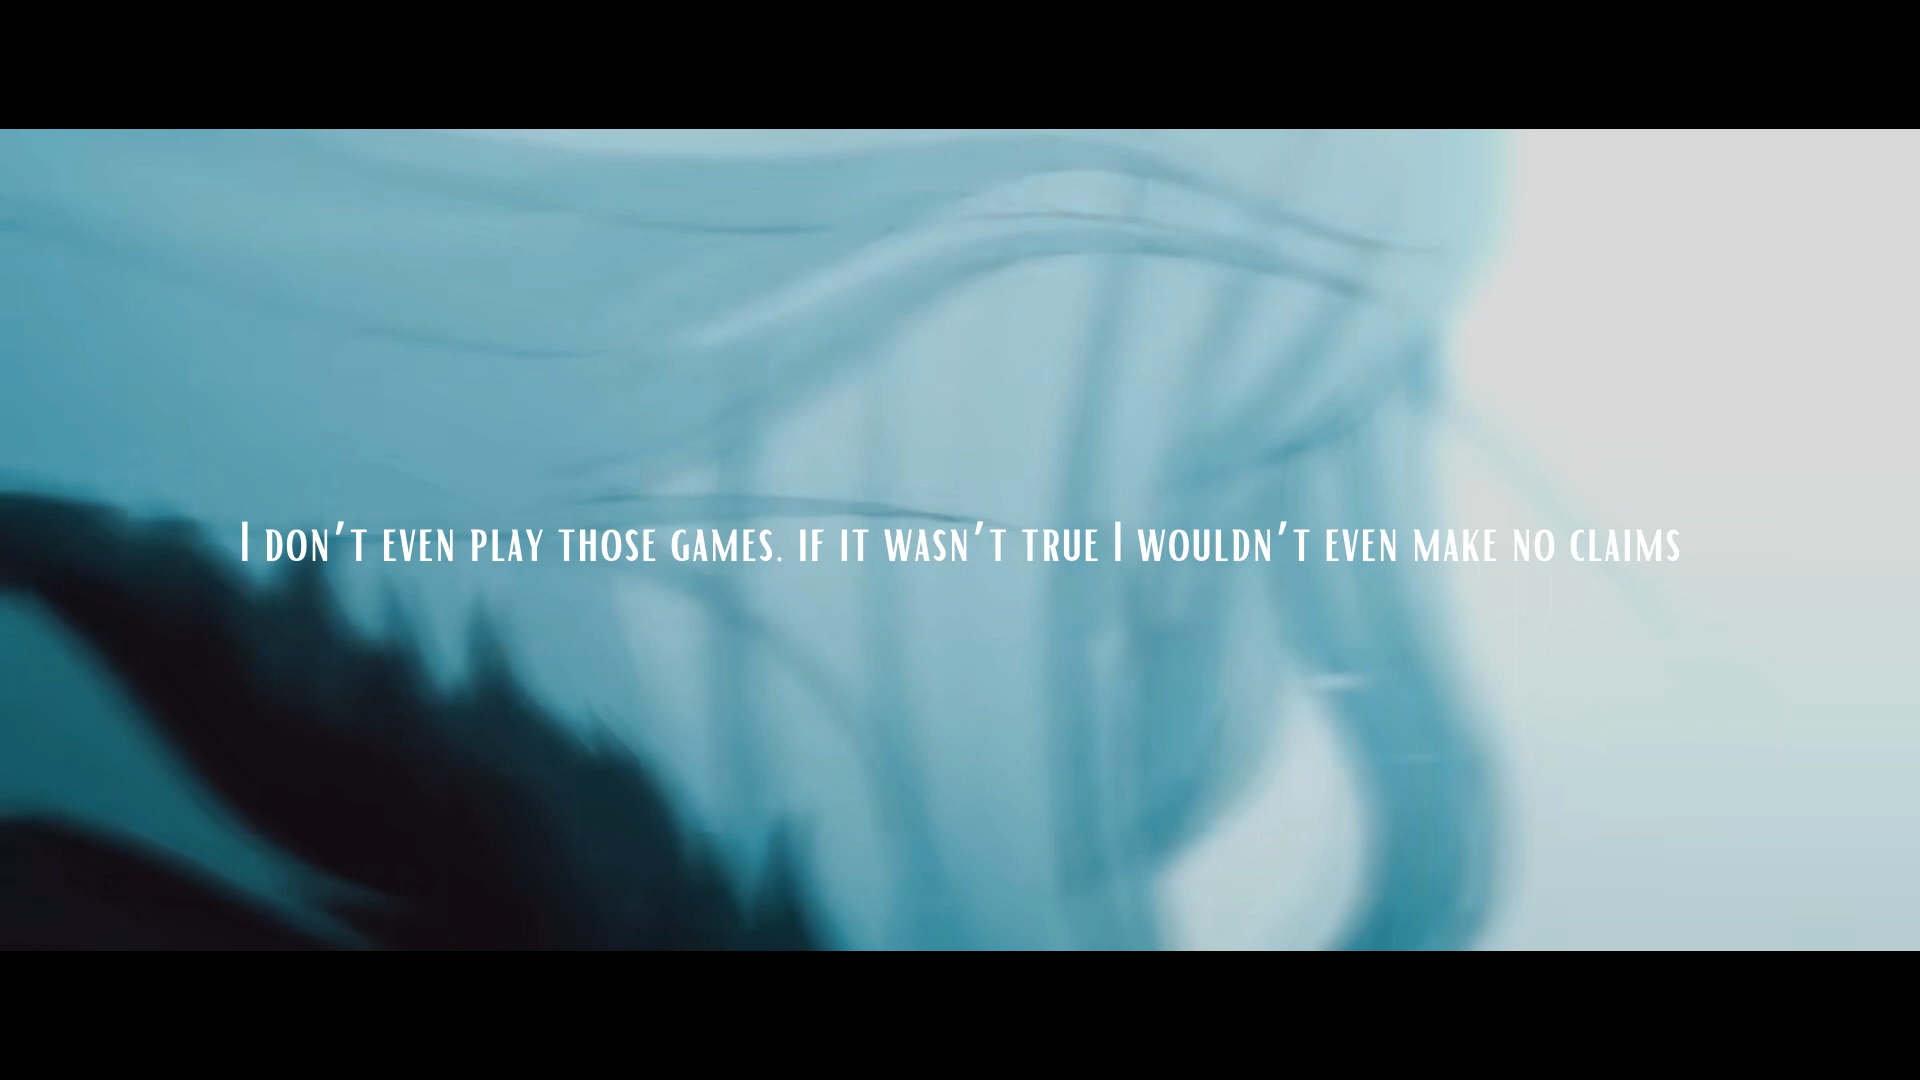 I DON'T EVEN PLAY THOSE GAMES. IF IT WASN'T TRUE I WOULDN'T EVEN MAKE NO CLAIMS